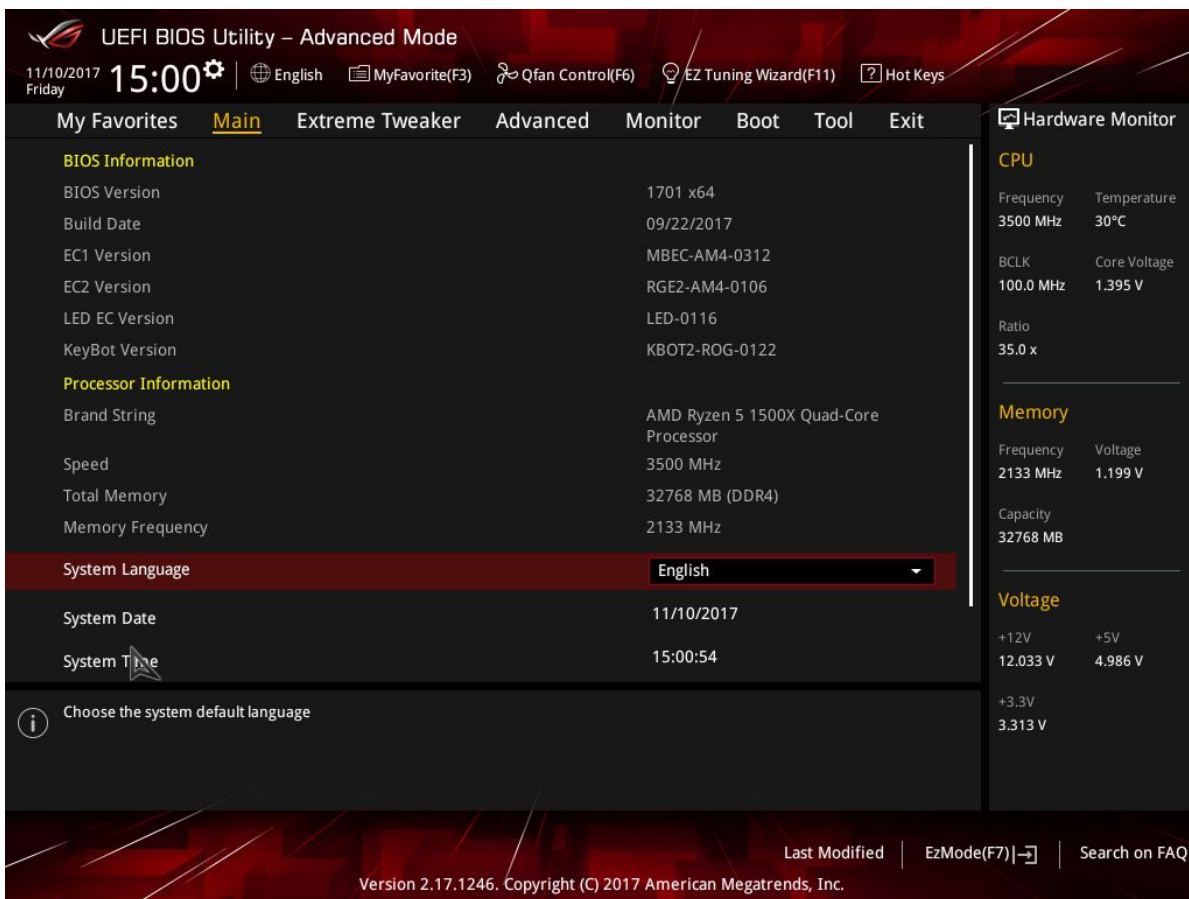 UEFI BIOS Utility – Advanced Mode
11/10/2017
Friday
15:00
English
MyFavorite(F3)
Qfan Control(F6)
EZ Tuning Wizard(F11)
? Hot Keys
My Favorites Main Extreme Tweaker Advanced Monitor Boot Tool Exit
BIOS Information
BIOS Version 1701 x64
Build Date 09/22/2017
EC1 Version MBEC-AM4-0312
EC2 Version RGE2-AM4-0106
LED EC Version LED-0116
KeyBot Version KBOT2-ROG-0122
Processor Information
Brand String AMD Ryzen 5 1500X Quad-Core
Processor
Speed 3500 MHz
Total Memory 32768 MB (DDR4)
Memory Frequency 2133 MHz
System Language English
System Date 11/10/2017
System Time 15:00:54
i
Choose the system default language
Hardware Monitor
CPU
Frequency Temperature
3500 MHz 30°C
BCLK Core Voltage
100.0 MHz 1.395 V
Ratio
35.0 x
Memory
Frequency Voltage
2133 MHz 1.199 V
Capacity
32768 MB
Voltage
+12V +5V
12.033 V 4.986 V
+3.3V
3.313 V
Last Modified
EzMode(F7)
Search on FAQ
Version 2.17.1246. Copyright (C) 2017 American Megatrends, Inc.